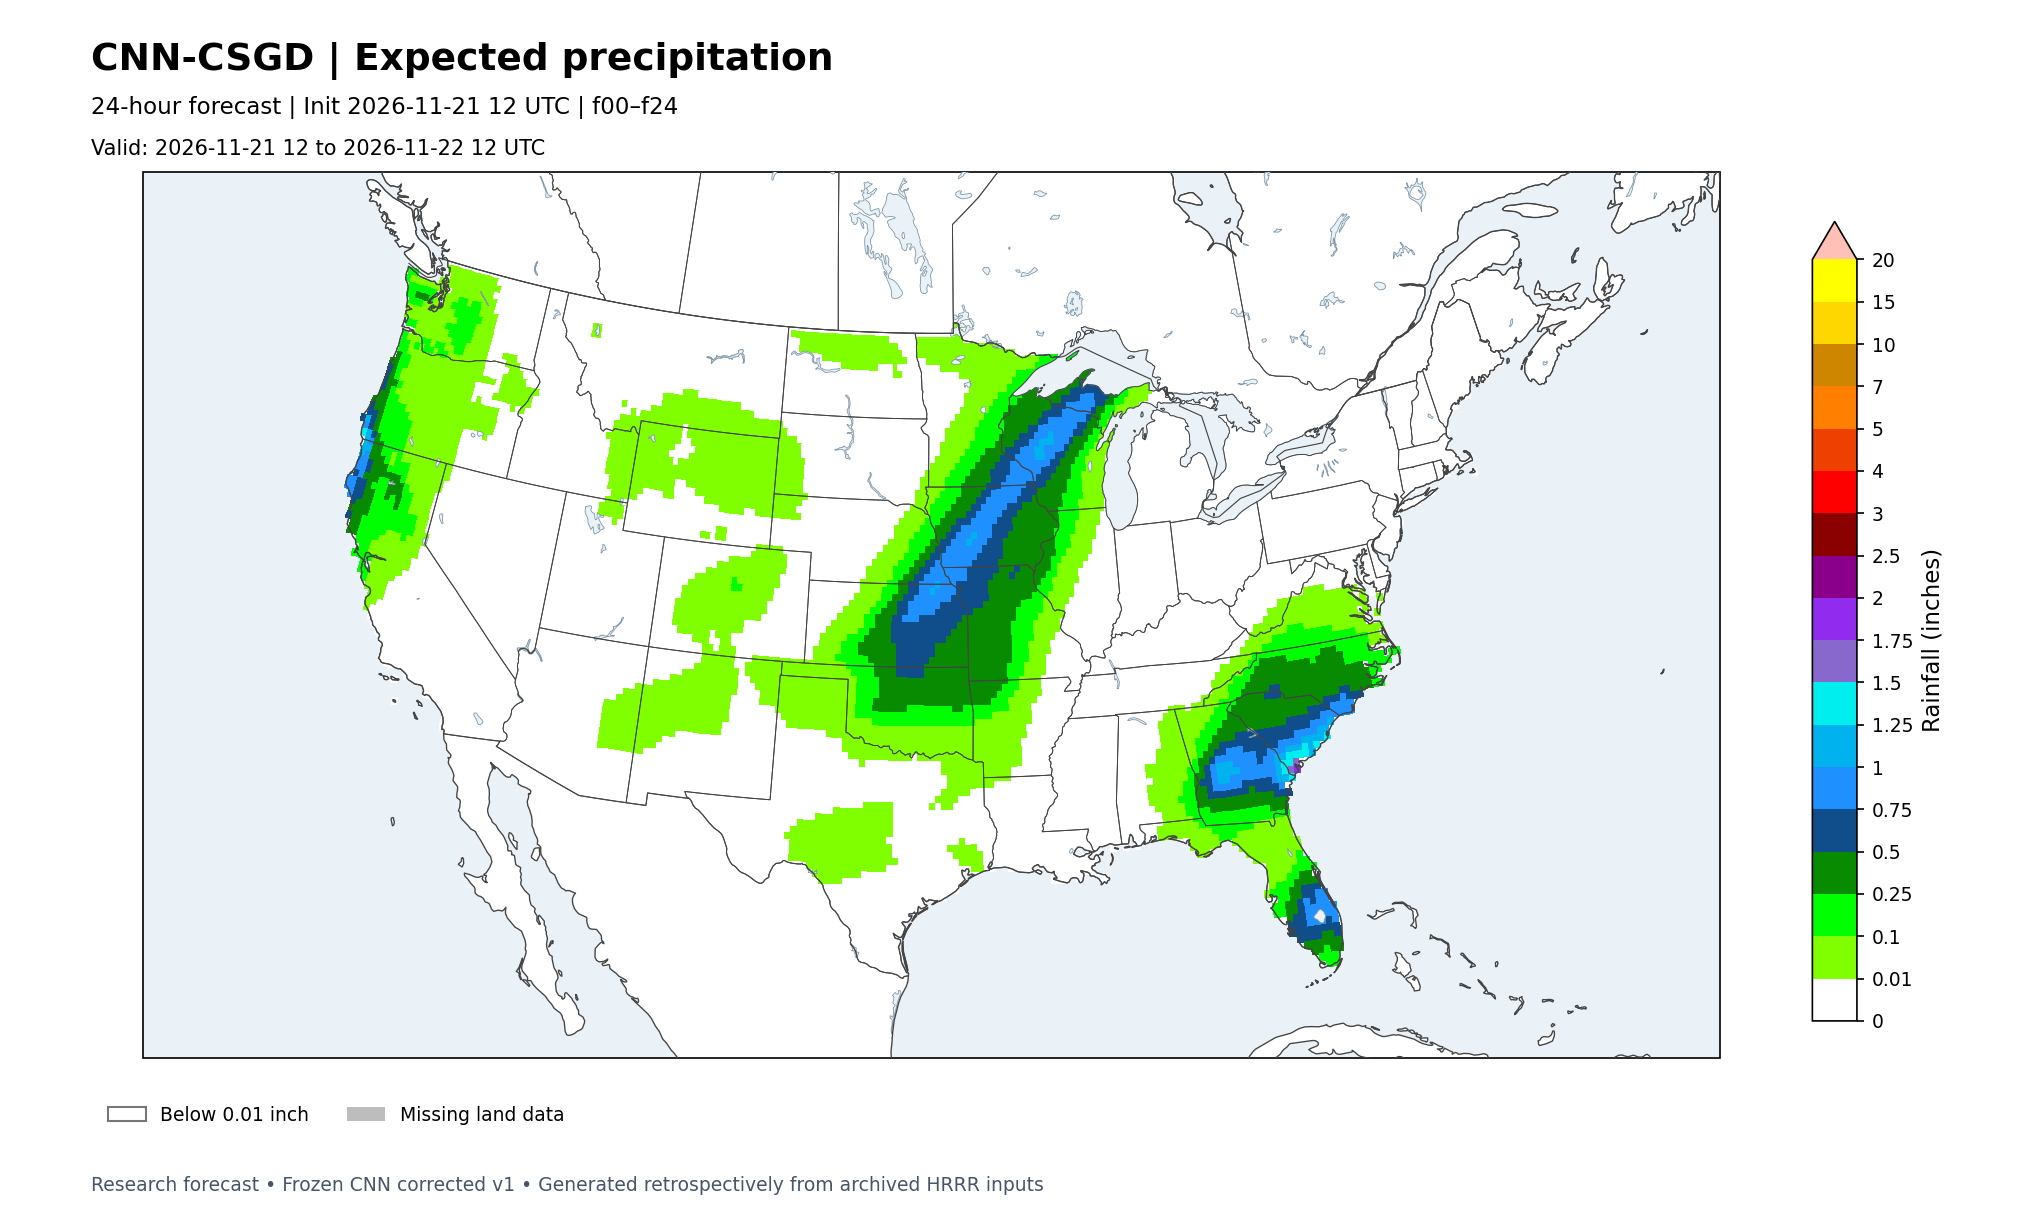 CNN-CSGD | Expected precipitation
24-hour forecast | Init 2026-11-21 12 UTC | f00–f24
Valid: 2026-11-21 12 to 2026-11-22 12 UTC
20
15
10
7
5
4
3
2.5
2
1.75
1.5
1.25
1
0.75
0.5
0.25
0.1
0.01
0
Rainfall (inches)
Below 0.01 inch
Missing land data
Research forecast • Frozen CNN corrected v1 • Generated retrospectively from archived HRRR inputs